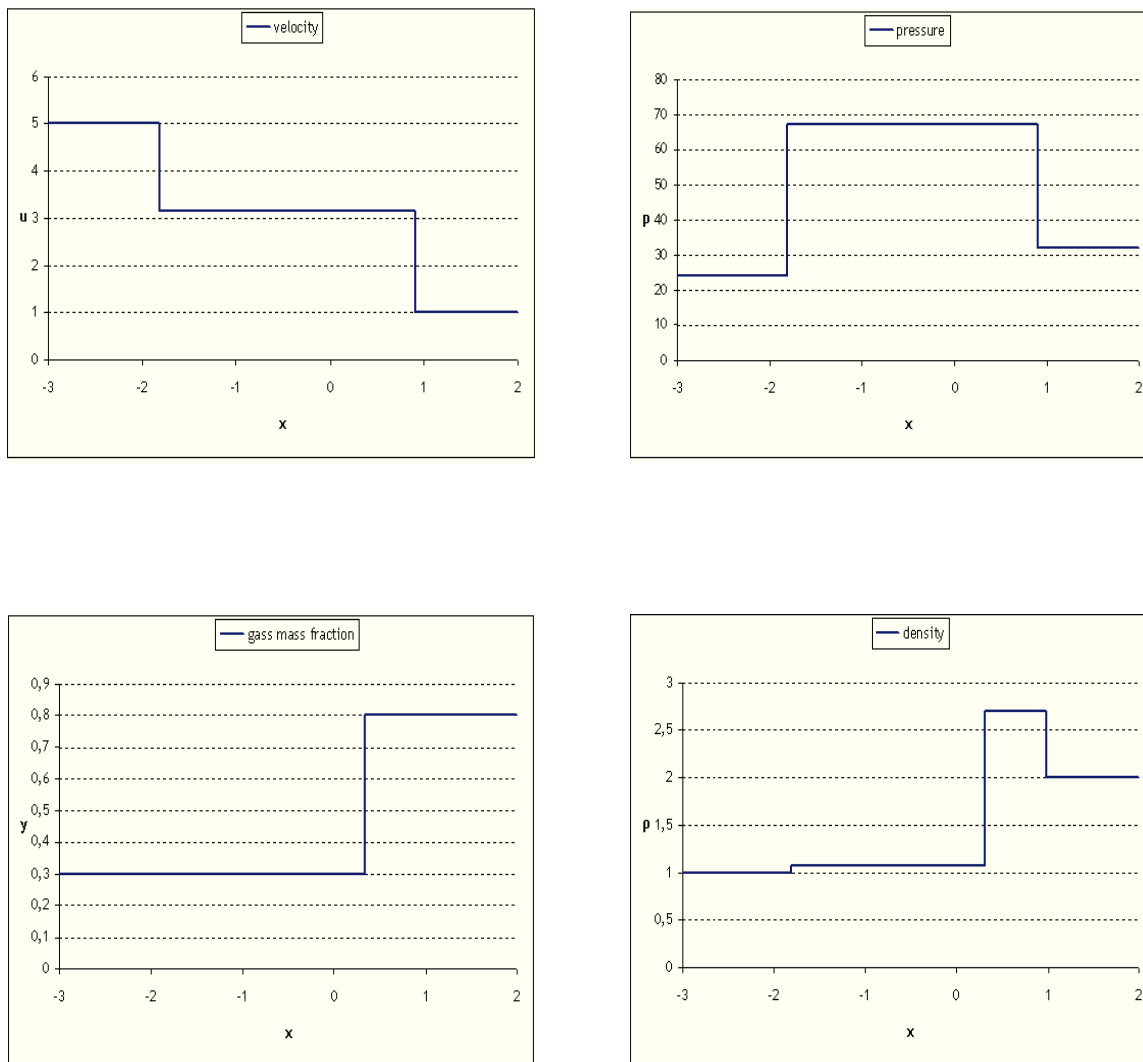 velocity
6
5
4
u 3
2
1
0
-3 -2 -1 0 1 2
x
pressure
80
70
60
50
p 40
30
20
10
0
-3 -2 -1 0 1 2
x
gass mass fraction
0,9
0,8
0,7
0,6
0,5
y 0,4
0,3
0,2
0,1
0
-3 -2 -1 0 1 2
x
density
3
2,5
2
ρ 1,5
1
0,5
0
-3 -2 -1 0 1 2
x